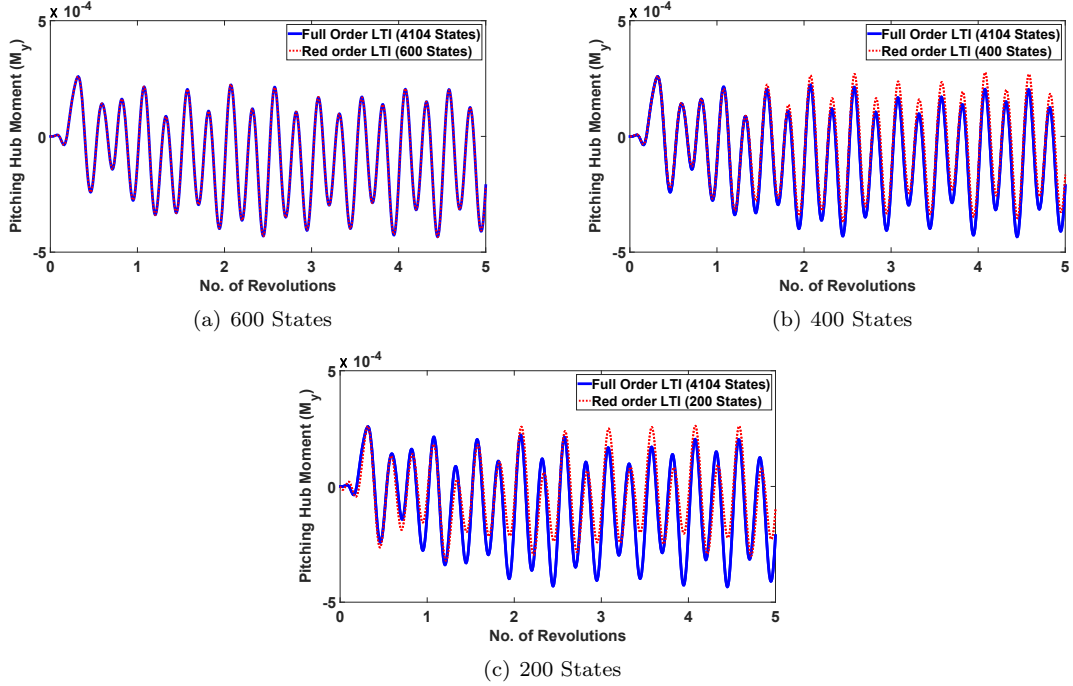 × 10⁻⁴
5
0
-5
Pitching Hub Moment (M_y)
Full Order LTI (4104 States)
Red order LTI (600 States)
0 1 2 3 4 5
No. of Revolutions
(a) 600 States
× 10⁻⁴
5
0
-5
Pitching Hub Moment (M_y)
Full Order LTI (4104 States)
Red order LTI (400 States)
0 1 2 3 4 5
No. of Revolutions
(b) 400 States
× 10⁻⁴
5
0
-5
Pitching Hub Moment (M_y)
Full Order LTI (4104 States)
Red order LTI (200 States)
0 1 2 3 4 5
No. of Revolutions
(c) 200 States